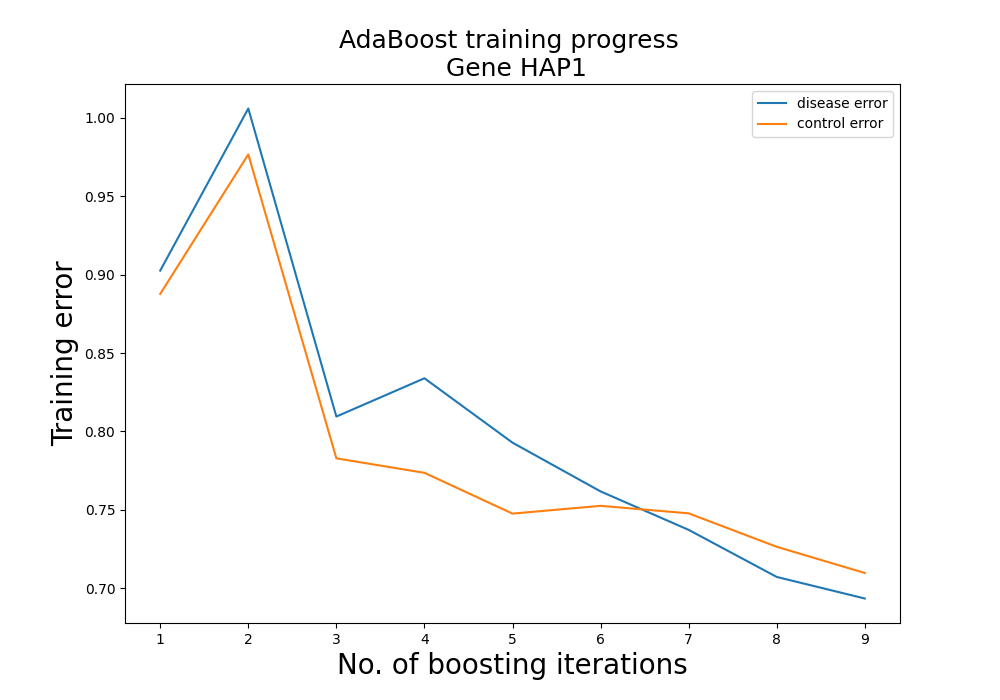 AdaBoost training progress
Gene HAP1
disease error
control error
Training error
1.00
0.95
0.90
0.85
0.80
0.75
0.70
1 2 3 4 5 6 7 8 9
No. of boosting iterations